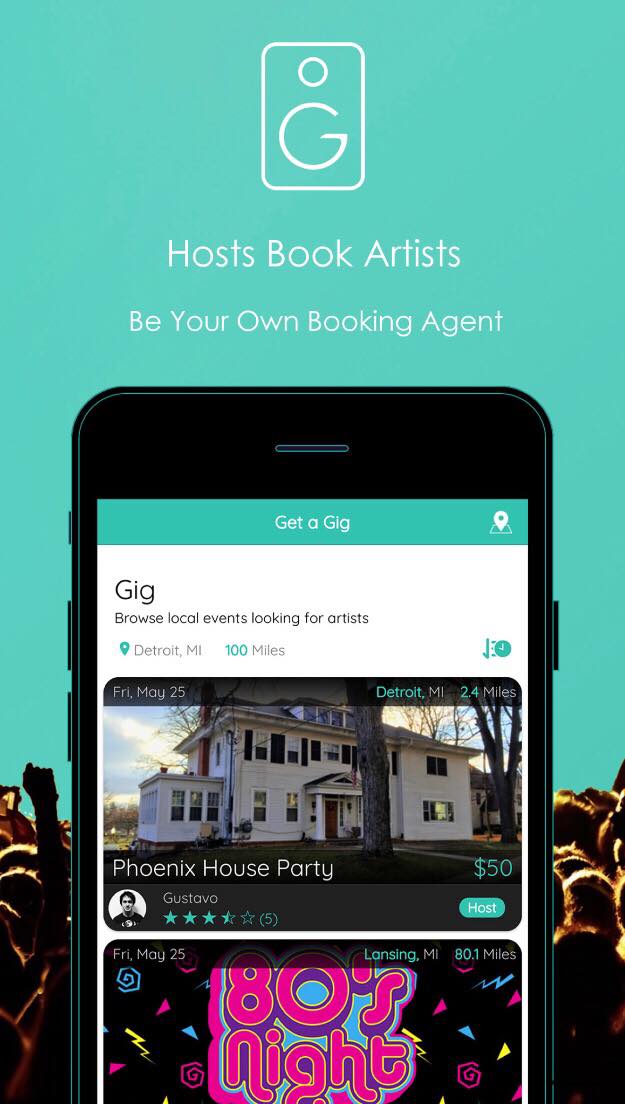 G
Hosts Book Artists
Be Your Own Booking Agent
Get a Gig
Gig
Browse local events looking for artists
Detroit, MI 100 Miles
Fri, May 25 Detroit, MI 2.4 Miles
Phoenix House Party $50
Gustavo
(5) Host
Fri, May 25 Lansing, MI 80.1 Miles
80's
Night